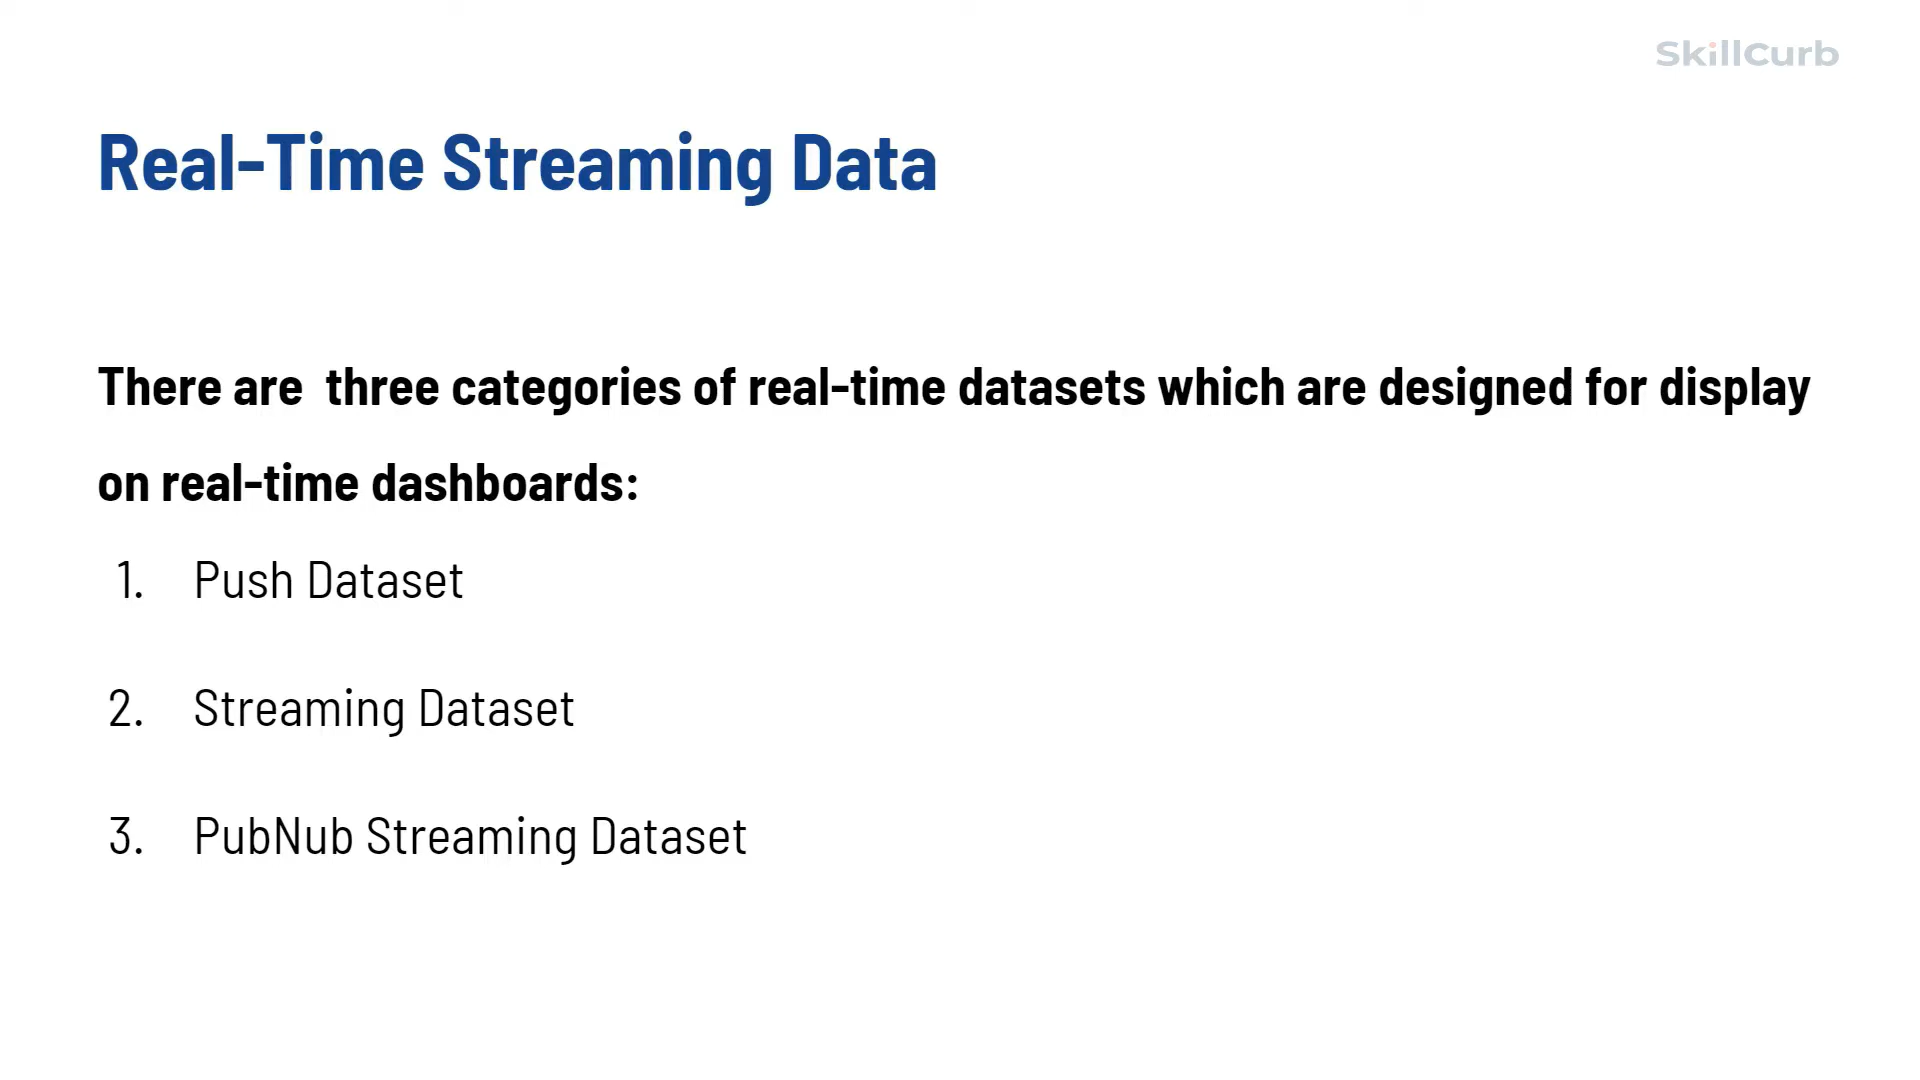 SkillCurb
Real-Time Streaming Data
There are  three categories of real-time datasets which are designed for display
on real-time dashboards:
1. Push Dataset
2. Streaming Dataset
3. PubNub Streaming Dataset